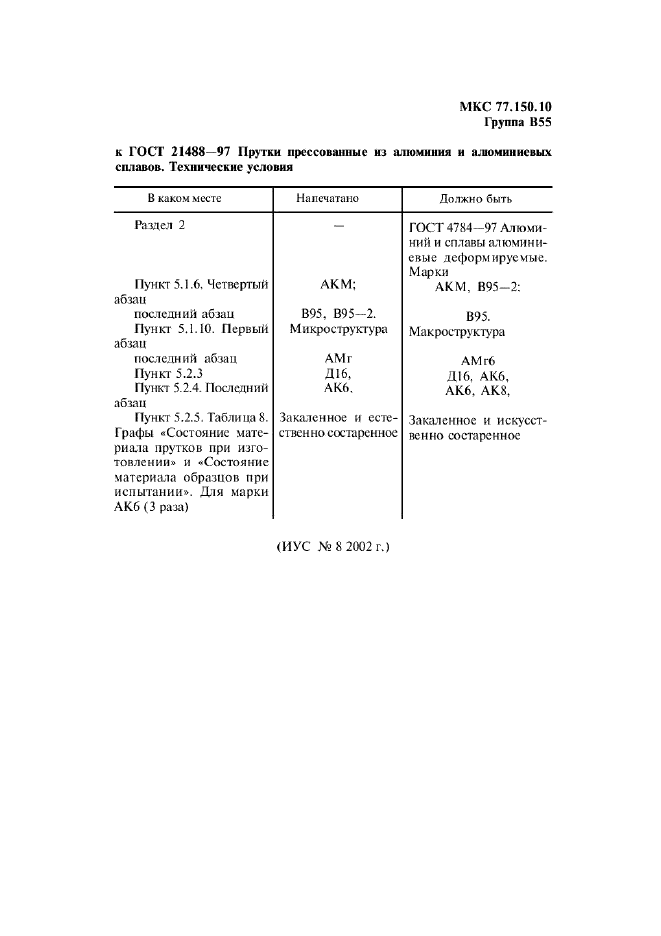 МКС 77.150.10
Группа В55
к ГОСТ 21488—97 Прутки прессованные из алюминия и алюминиевых
сплавов. Технические условия
В каком месте
Напечатано
Должно быть
Раздел 2
—
ГОСТ 4784—97 Алюми-
ний и сплавы алюмини-
евые деформируемые.
Марки
Пункт 5.1.6. Четвертый
абзац
АКМ;
АКМ, В95—2;
последний абзац
В95, В95—2.
В95.
Пункт 5.1.10. Первый
абзац
Микроструктура
Макроструктура
последний абзац
АМг
АМг6
Пункт 5.2.3
Д16,
Д16, АК6,
Пункт 5.2.4. Последний
абзац
АК6,
АК6, АК8,
Пункт 5.2.5. Таблица 8.
Графы «Состояние мате-
риала прутков при изго-
товлении» и «Состояние
материала образцов при
испытании». Для марки
АК6 (3 раза)
Закаленное и есте-
ственно состаренное
Закаленное и искусст-
венно состаренное
(ИУС № 8 2002 г.)